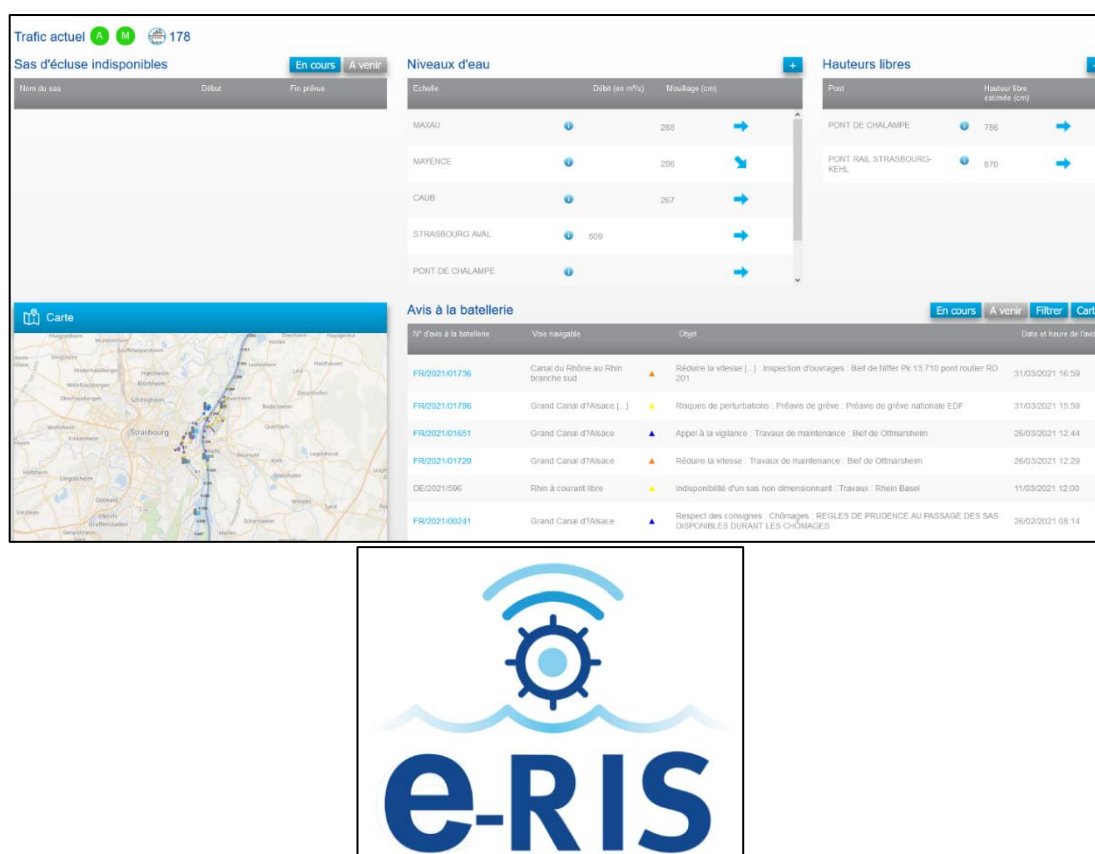 Trafic actuel A M 178
Sas d'écluse indisponibles En cours A venir
Nom du sas Début Fin prévue
Niveaux d'eau +
Echelle Débit (en m³/s) Mouillage (cm)
MAXAU 288
MAYENCE 286
CAUB 267
STRASBOURG AVAL 509
PONT DE CHALAMPE
Hauteurs libres
Pont Hauteur libre
estimée (cm)
PONT DE CHALAMPE 786
PONT RAIL STRASBOURG-
KEHL 870
Carte
Strasbourg
Avis à la batellerie En cours A venir Filtrer Cart
N° d'avis à la batellerie Voie navigable Objet Date et heure de l'avis
FR/2021/01736 Canal du Rhône au Rhin
branche sud Réduire la vitesse [...] : Inspection d'ouvrages : Bief de Niffer Pk 13,710 pont routier RD
201 31/03/2021 16:59
FR/2021/01786 Grand Canal d?Alsace [...] Risques de perturbations : Préavis de grève : Préavis de grève nationale EDF 31/03/2021 15:59
FR/2021/01651 Grand Canal d?Alsace Appel à la vigilance : Travaux de maintenance : Bief de Ottmarsheim 26/03/2021 12:44
FR/2021/01720 Grand Canal d?Alsace Réduire la vitesse : Travaux de maintenance : Bief de Ottmarsheim 26/03/2021 12:29
DE/2021/596 Rhin à courant libre Indisponibilité d'un sas non dimensionnant : Travaux : Rhein Basel 11/03/2021 12:00
FR/2021/00241 Grand Canal d?Alsace Respect des consignes : Chômages : REGLES DE PRUDENCE AU PASSAGE DES SAS
DISPONIBLES DURANT LES CHÔMAGES 26/02/2021 08:14
e-RIS